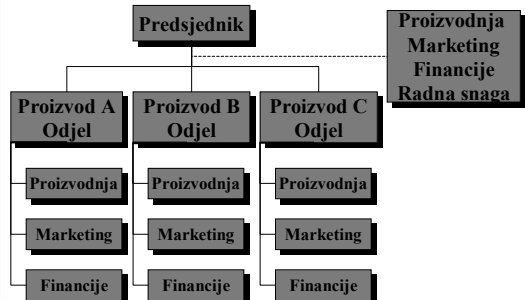 Predsjednik
Proizvodnja
Marketing
Financije
Radna snaga
Proizvod A
Odjel
Proizvod B
Odjel
Proizvod C
Odjel
Proizvodnja
Proizvodnja
Proizvodnja
Marketing
Marketing
Marketing
Financije
Financije
Financije